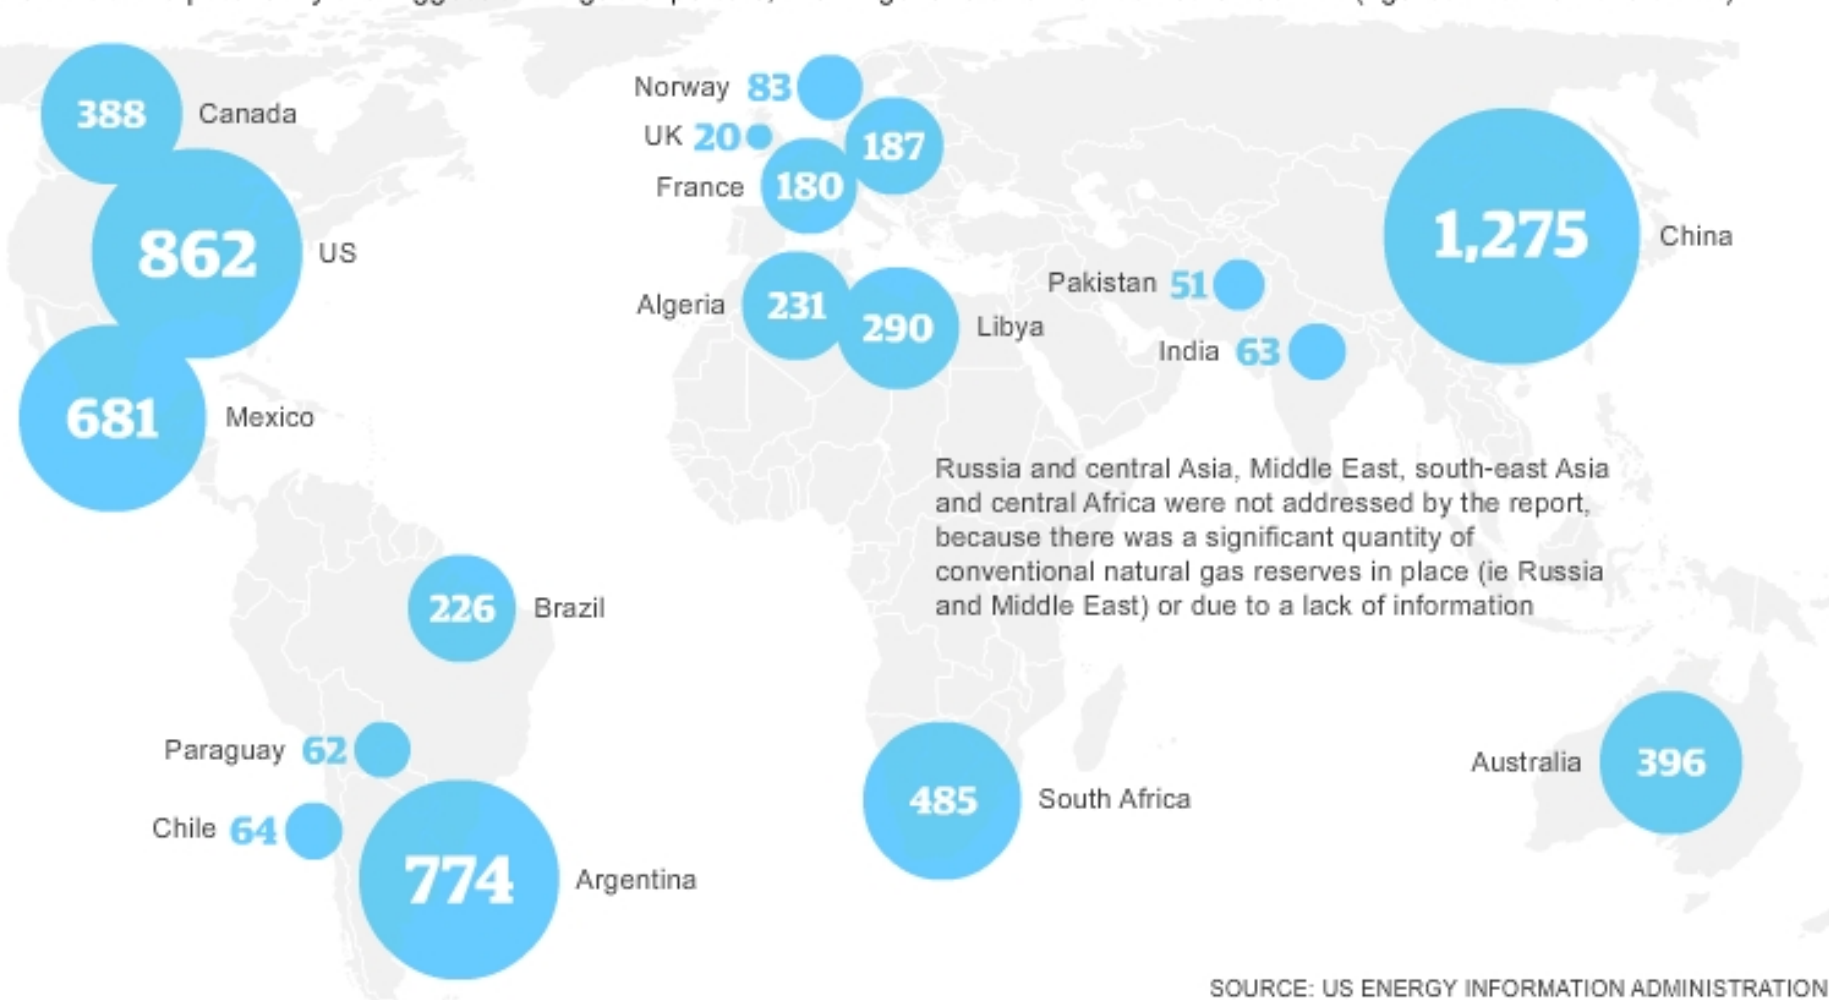 388 Canada
862 US
681 Mexico
Norway 83
UK 20
187
France 180
Algeria 231
290 Libya
Pakistan 51
India 63
1,275 China
Russia and central Asia, Middle East, south-east Asia
and central Africa were not addressed by the report,
because there was a significant quantity of
conventional natural gas reserves in place (ie Russia
and Middle East) or due to a lack of information
226 Brazil
Paraguay 62
Chile 64
774 Argentina
485 South Africa
Australia 396
SOURCE: US ENERGY INFORMATION ADMINISTRATION